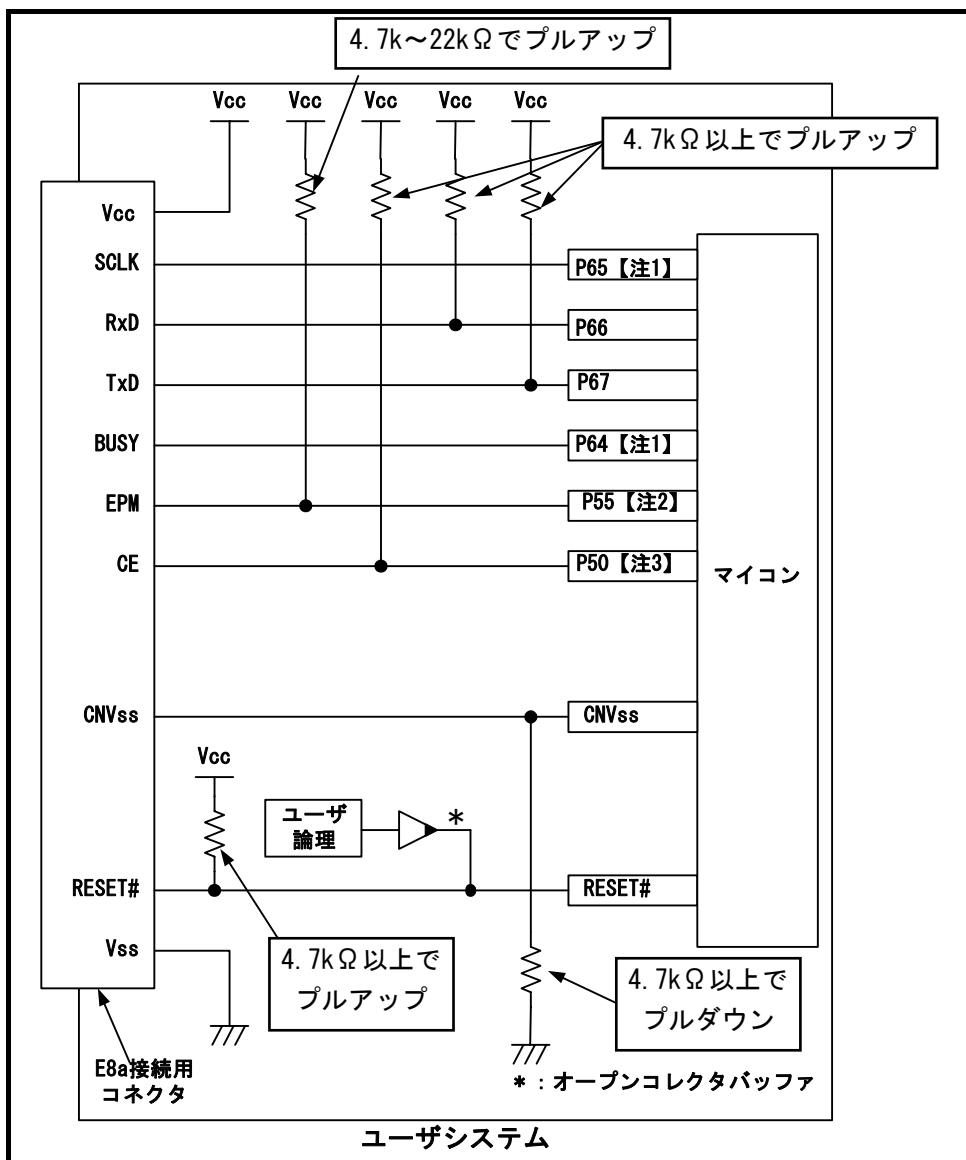 4.7k～22kΩでプルアップ
Vcc Vcc Vcc Vcc Vcc
4.7kΩ以上でプルアップ
Vcc
SCLK
P65【注1】
RxD
P66
TxD
P67
BUSY
P64【注1】
EPM
P55【注2】
CE
P50【注3】
マイコン
CNVss
CNVss
Vcc
ユーザ
論理
*
RESET#
RESET#
Vss
4.7kΩ以上で
プルアップ
4.7kΩ以上で
プルダウン
E8a接続用
コネクタ
*：オープンコレクタバッファ
ユーザシステム